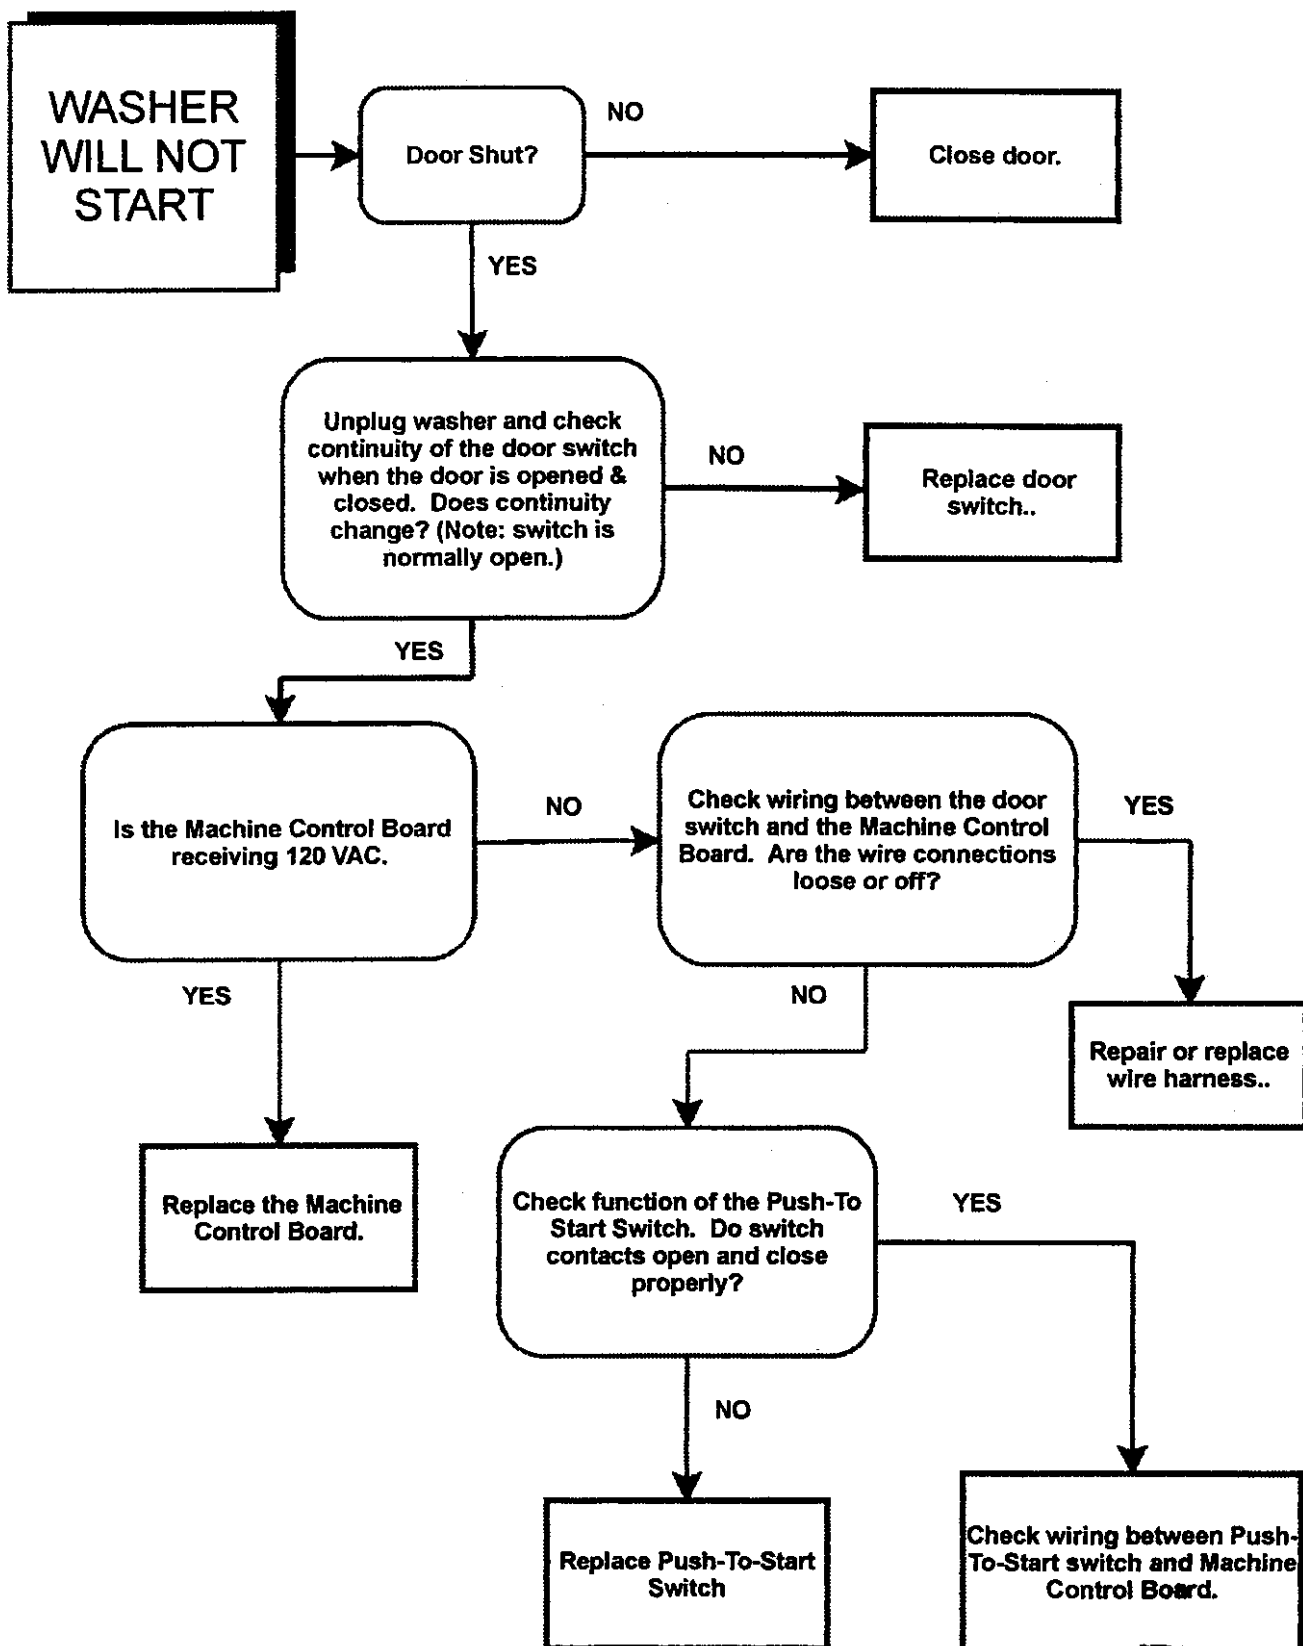 WASHER
WILL NOT
START
Door Shut?
NO
Close door.
YES
Unplug washer and check
continuity of the door switch
when the door is opened &
closed. Does continuity
change? (Note: switch is
normally open.)
NO
Replace door
switch..
YES
Is the Machine Control Board
receiving 120 VAC.
NO
Check wiring between the door
switch and the Machine Control
Board. Are the wire connections
loose or off?
YES
Repair or replace
wire harness..
YES
Replace the Machine
Control Board.
NO
Check function of the Push-To
Start Switch. Do switch
contacts open and close
properly?
YES
Check wiring between Push-
To-Start switch and Machine
Control Board.
NO
Replace Push-To-Start
Switch